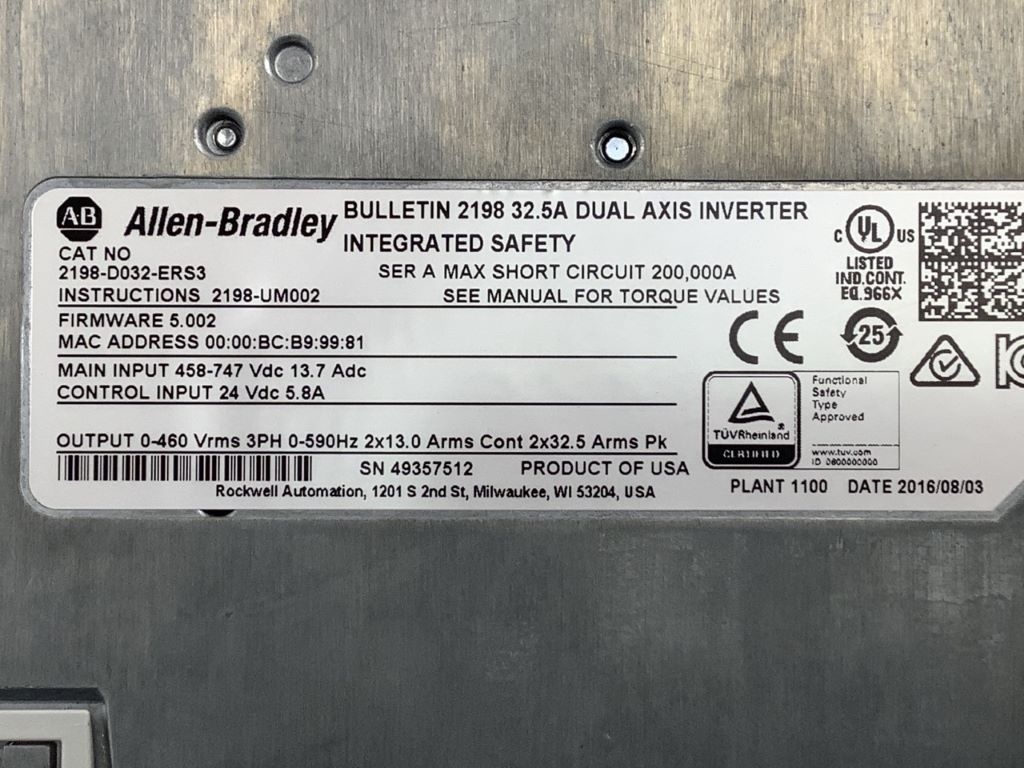 AB Allen-Bradley
BULLETIN 2198 32.5A DUAL AXIS INVERTER
INTEGRATED SAFETY
CAT NO
2198-D032-ERS3
SER A MAX SHORT CIRCUIT 200,000A
INSTRUCTIONS 2198-UM002
SEE MANUAL FOR TORQUE VALUES
FIRMWARE 5.002
MAC ADDRESS 00:00:BC:B9:99:81
MAIN INPUT 458-747 Vdc 13.7 Adc
CONTROL INPUT 24 Vdc 5.8A
OUTPUT 0-460 Vrms 3PH 0-590Hz 2x13.0 Arms Cont 2x32.5 Arms Pk
SN 49357512
PRODUCT OF USA
Rockwell Automation, 1201 S 2nd St, Milwaukee, WI 53204, USA
C UL US
LISTED
IND.CONT.
EQ.966X
CE
25
TÜVRheinland
CERTIFIED
Functional
Safety
Type
Approved
www.tuv.com
ID 0600000000
PLANT 1100 DATE 2016/08/03